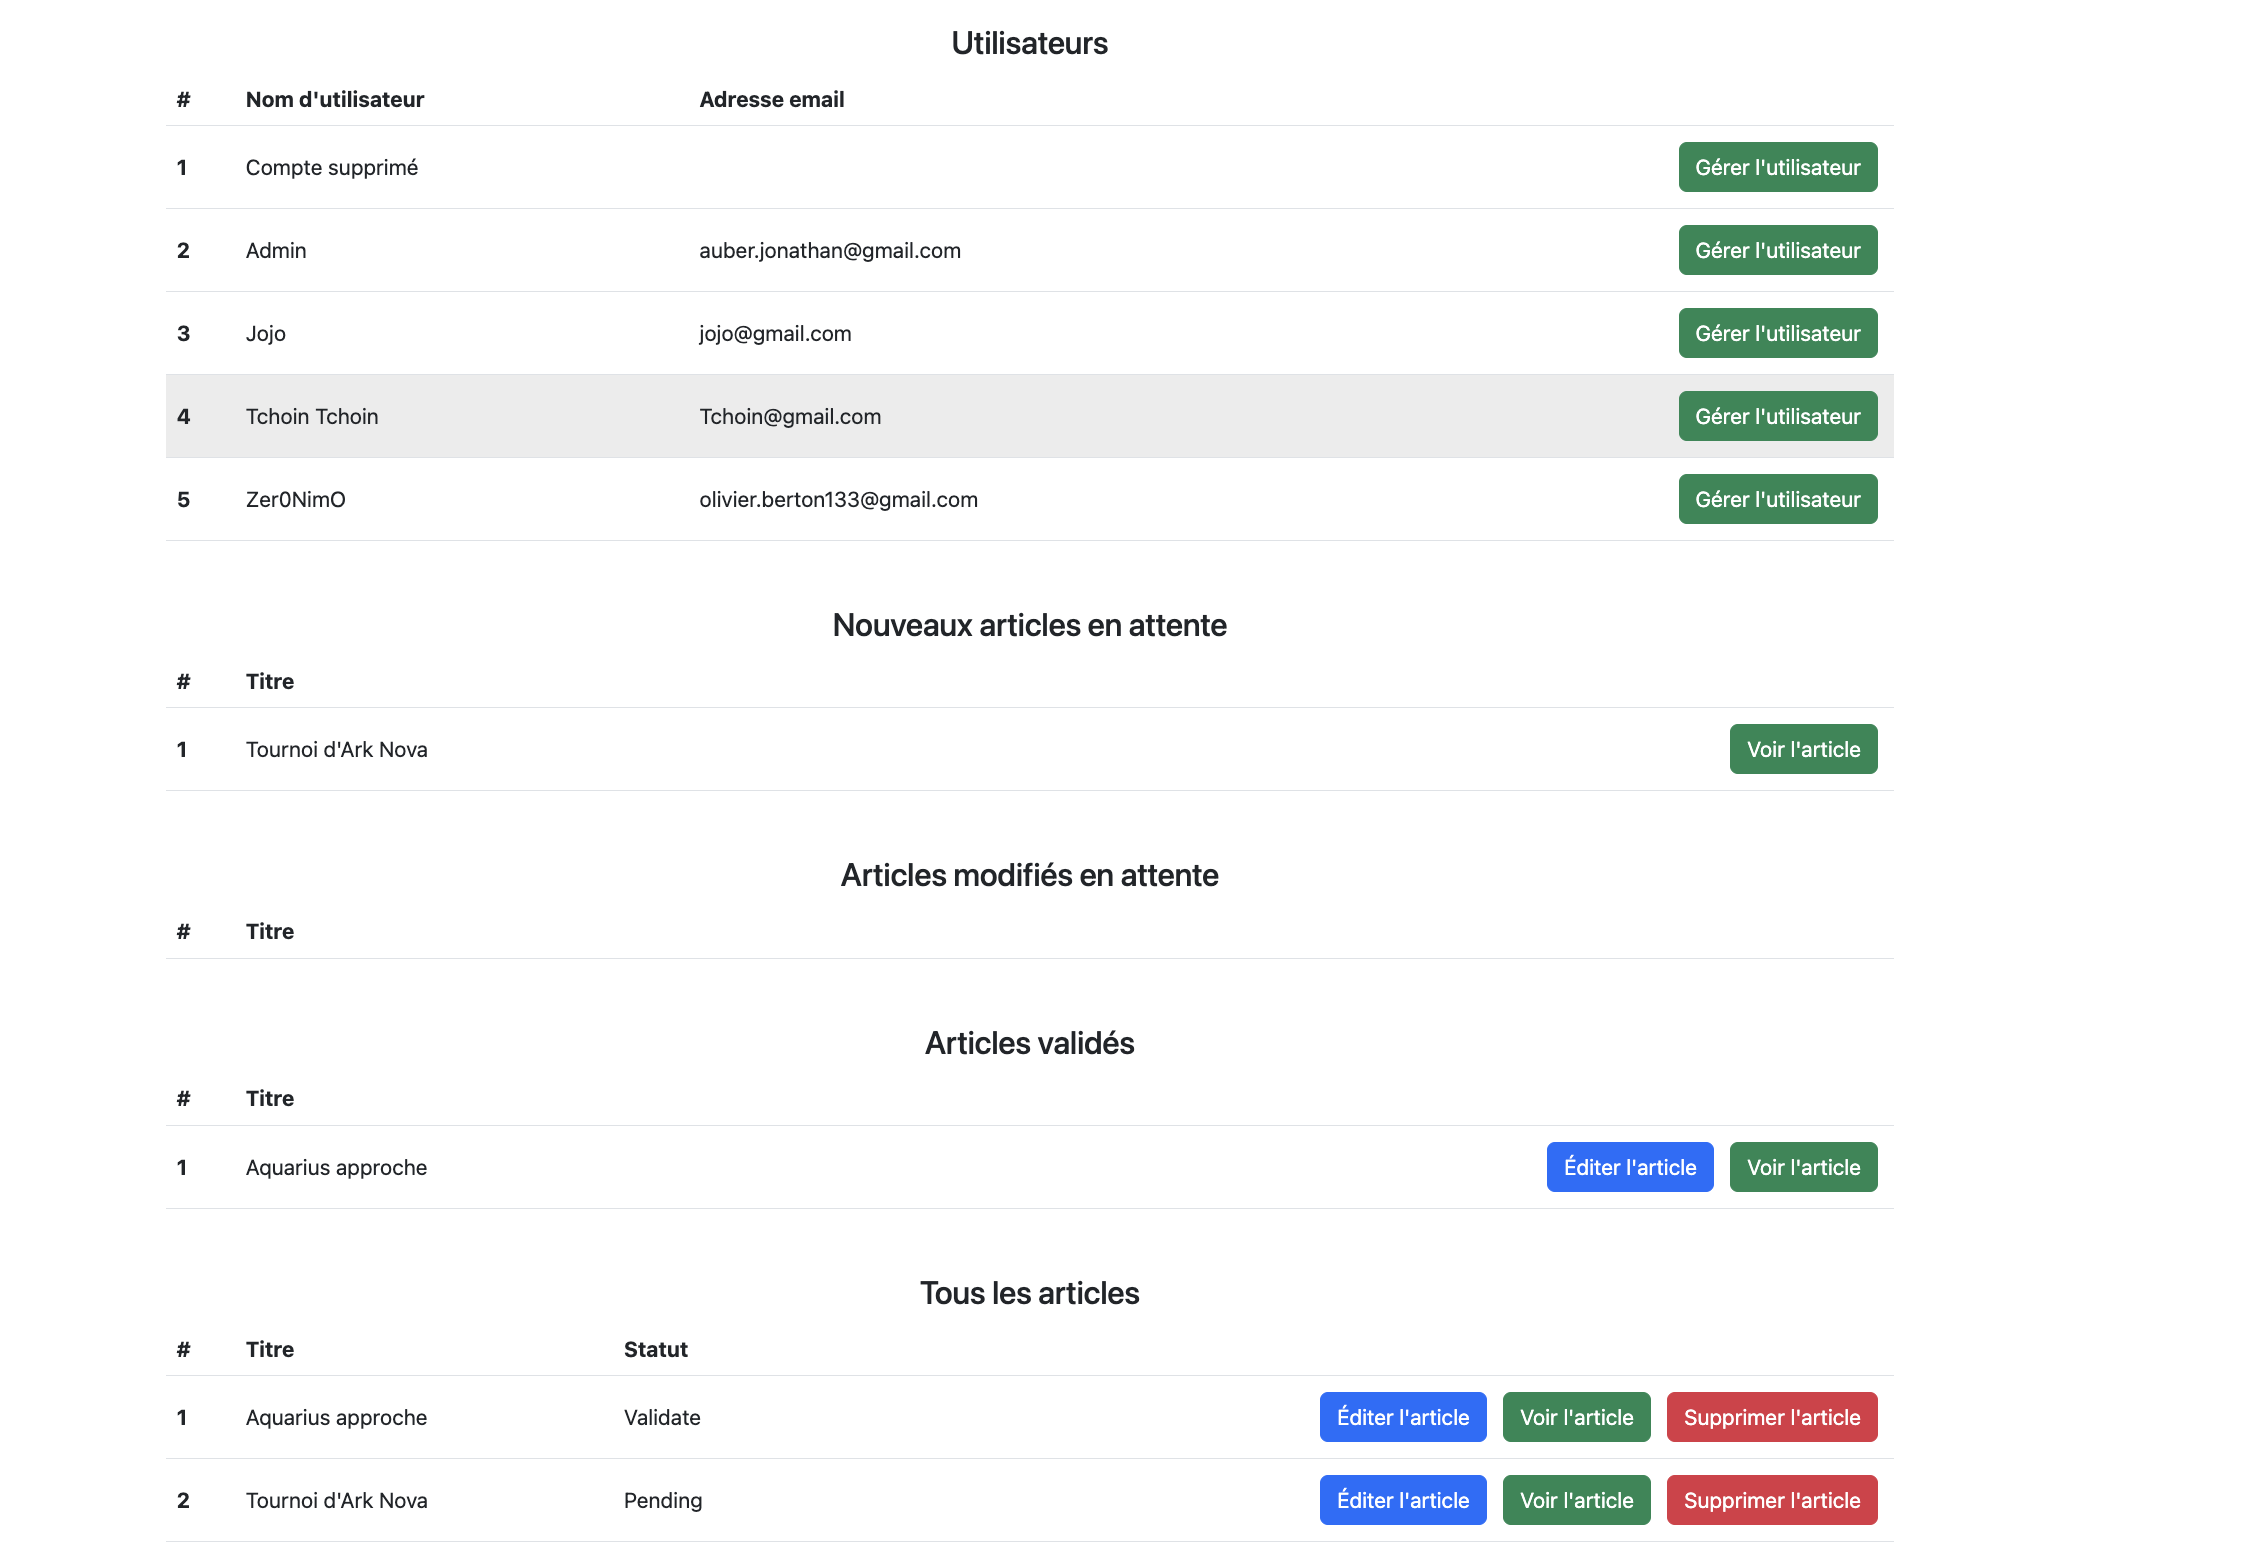 Utilisateurs
# Nom d'utilisateur Adresse email
1 Compte supprimé Gérer l'utilisateur
2 Admin auber.jonathan@gmail.com Gérer l'utilisateur
3 Jojo jojo@gmail.com Gérer l'utilisateur
4 Tchoin Tchoin Tchoin@gmail.com Gérer l'utilisateur
5 Zer0NimO olivier.berton133@gmail.com Gérer l'utilisateur
Nouveaux articles en attente
# Titre
1 Tournoi d'Ark Nova Voir l'article
Articles modifiés en attente
# Titre
Articles validés
# Titre
1 Aquarius approche Éditer l'article Voir l'article
Tous les articles
# Titre Statut
1 Aquarius approche Validate Éditer l'article Voir l'article Supprimer l'article
2 Tournoi d'Ark Nova Pending Éditer l'article Voir l'article Supprimer l'article